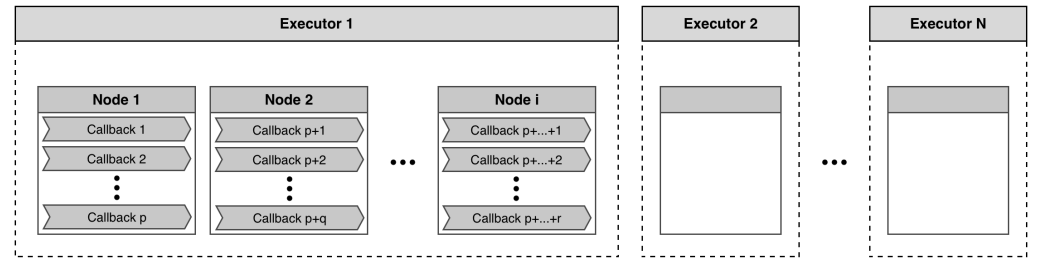 Executor 1
Executor 2
Executor N
Node 1
Node 2
Node i
Callback 1
Callback p+1
Callback p+...+1
Callback 2
Callback p+2
Callback p+...+2
Callback p
Callback p+q
Callback p+...+r